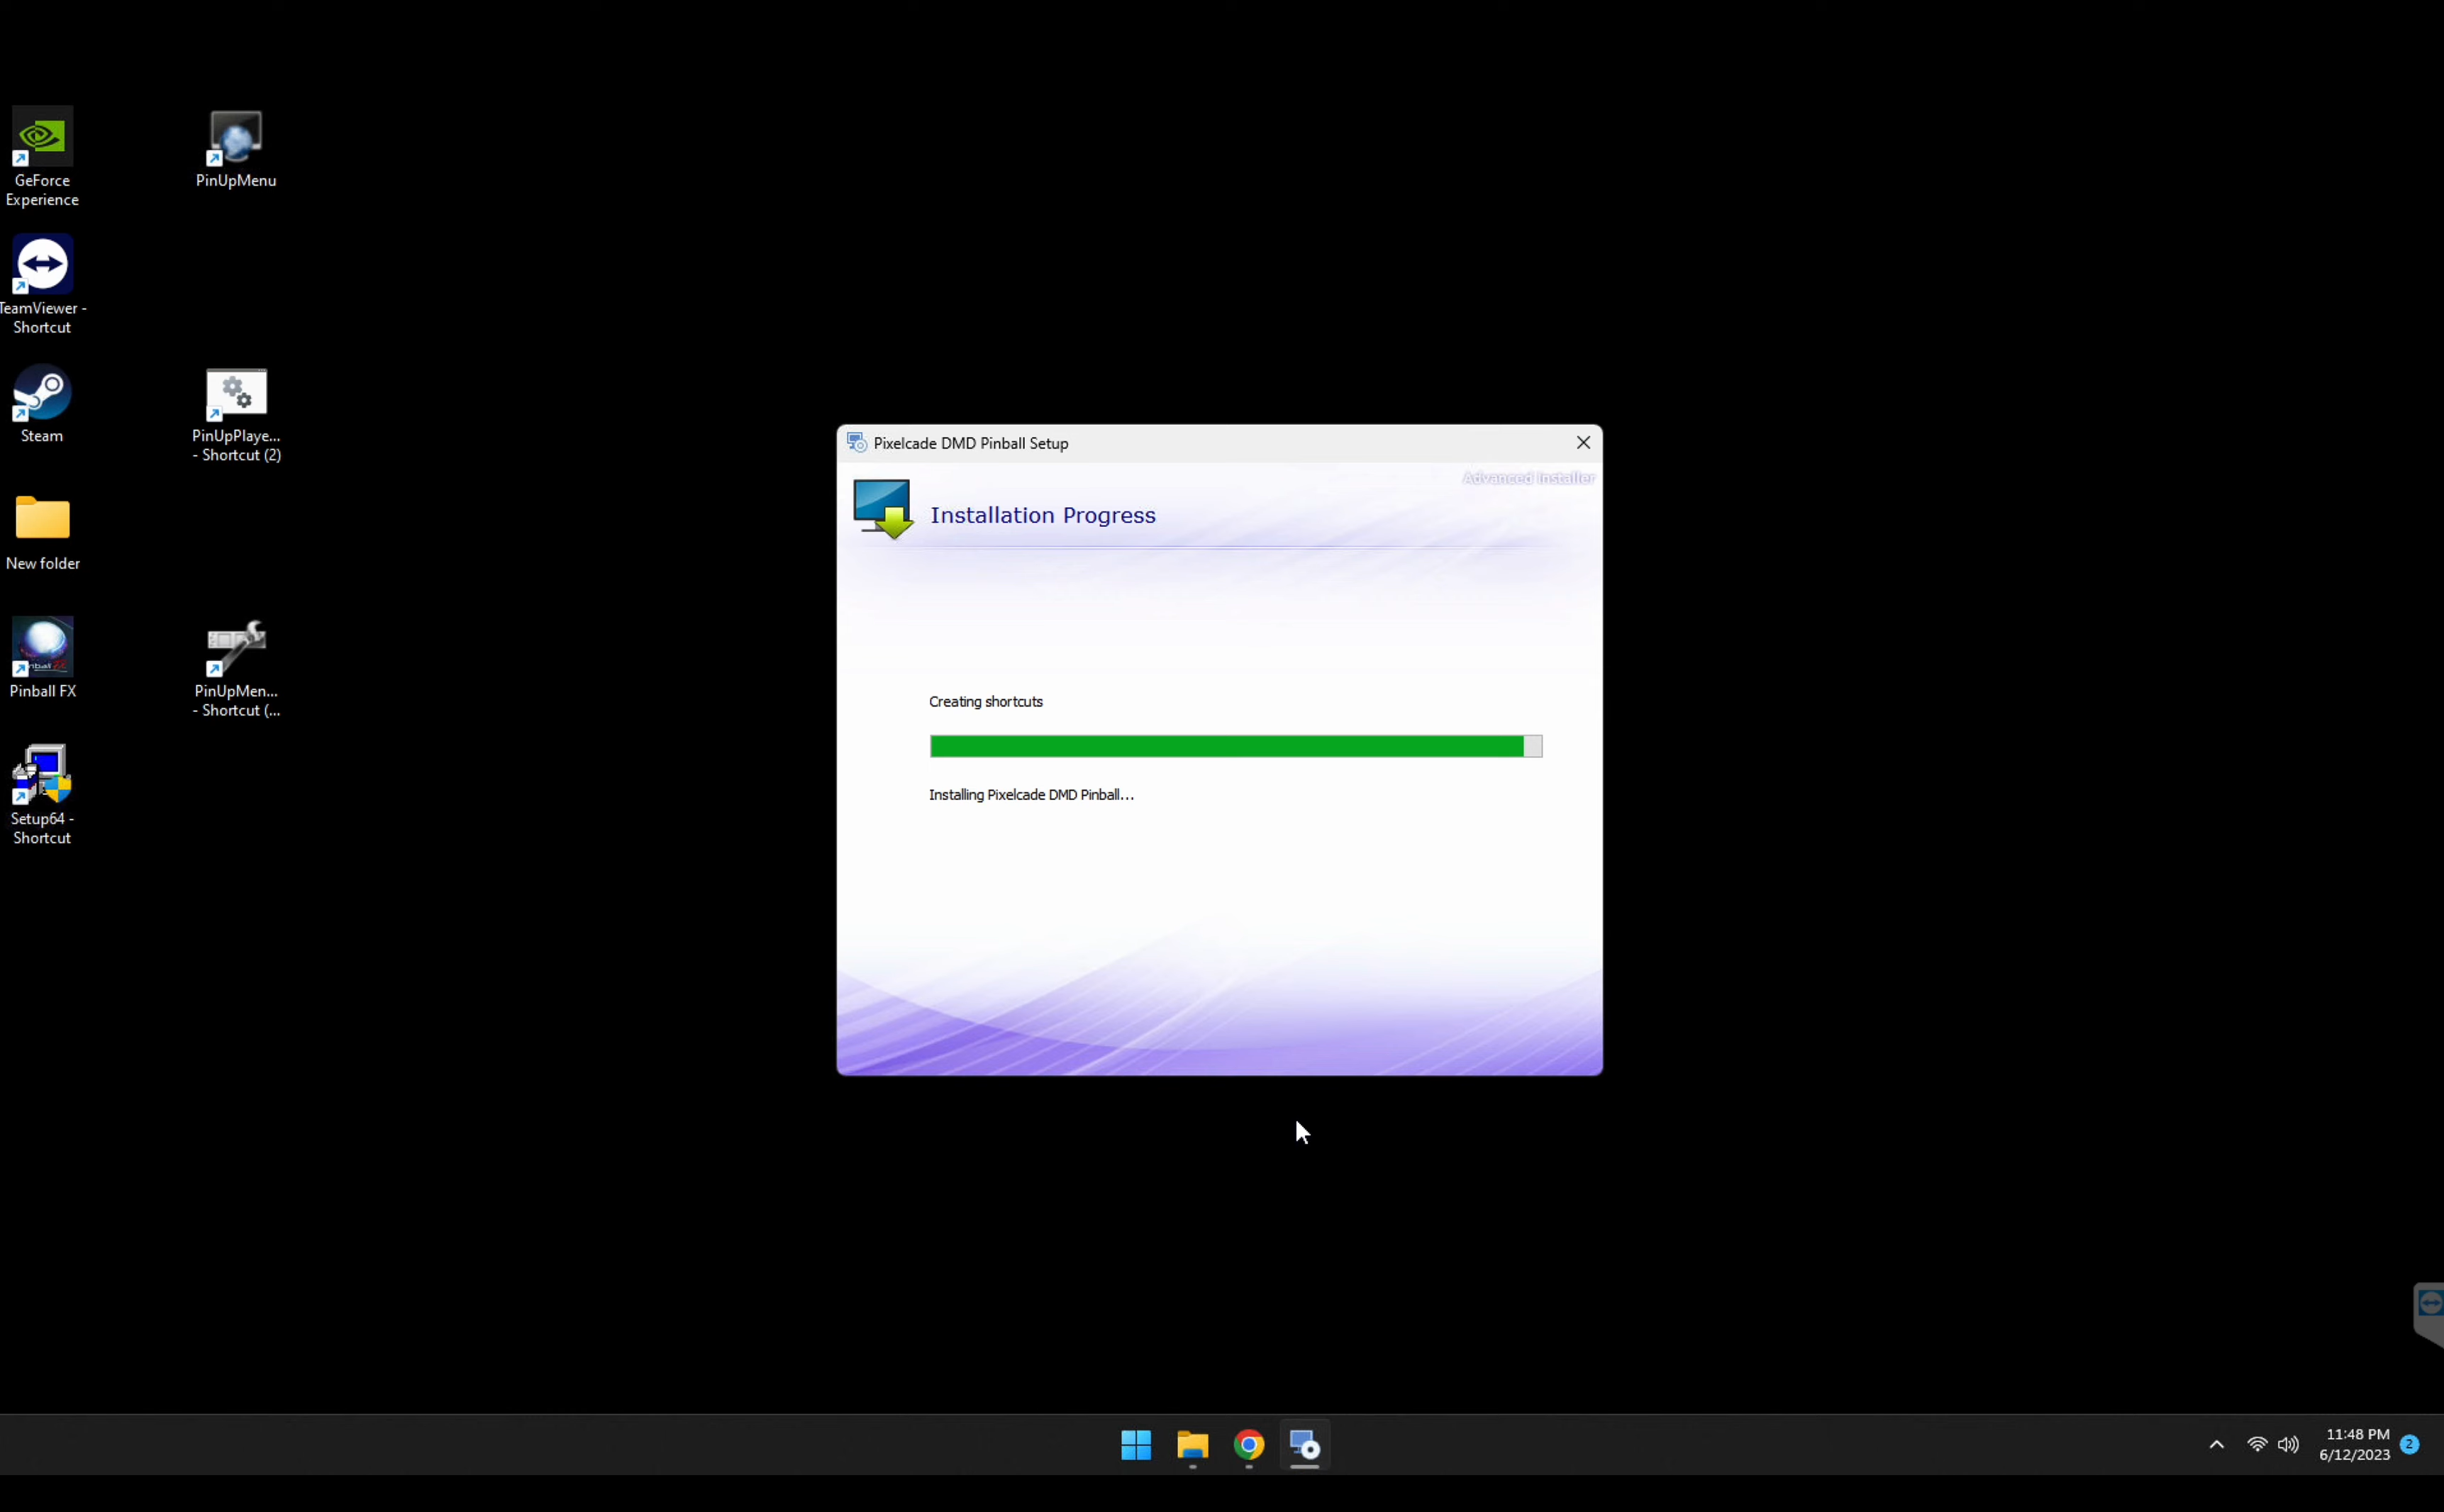 GeForce
Experience
PinUpMenu
TeamViewer -
Shortcut
Steam
PinUpPlaye...
- Shortcut (2)
New folder
Pinball FX
PinUpMen...
- Shortcut (...
Setup64 -
Shortcut
Pixelcade DMD Pinball Setup
Advanced Installer
Installation Progress
Creating shortcuts
Installing Pixelcade DMD Pinball...
11:48 PM
6/12/2023
2